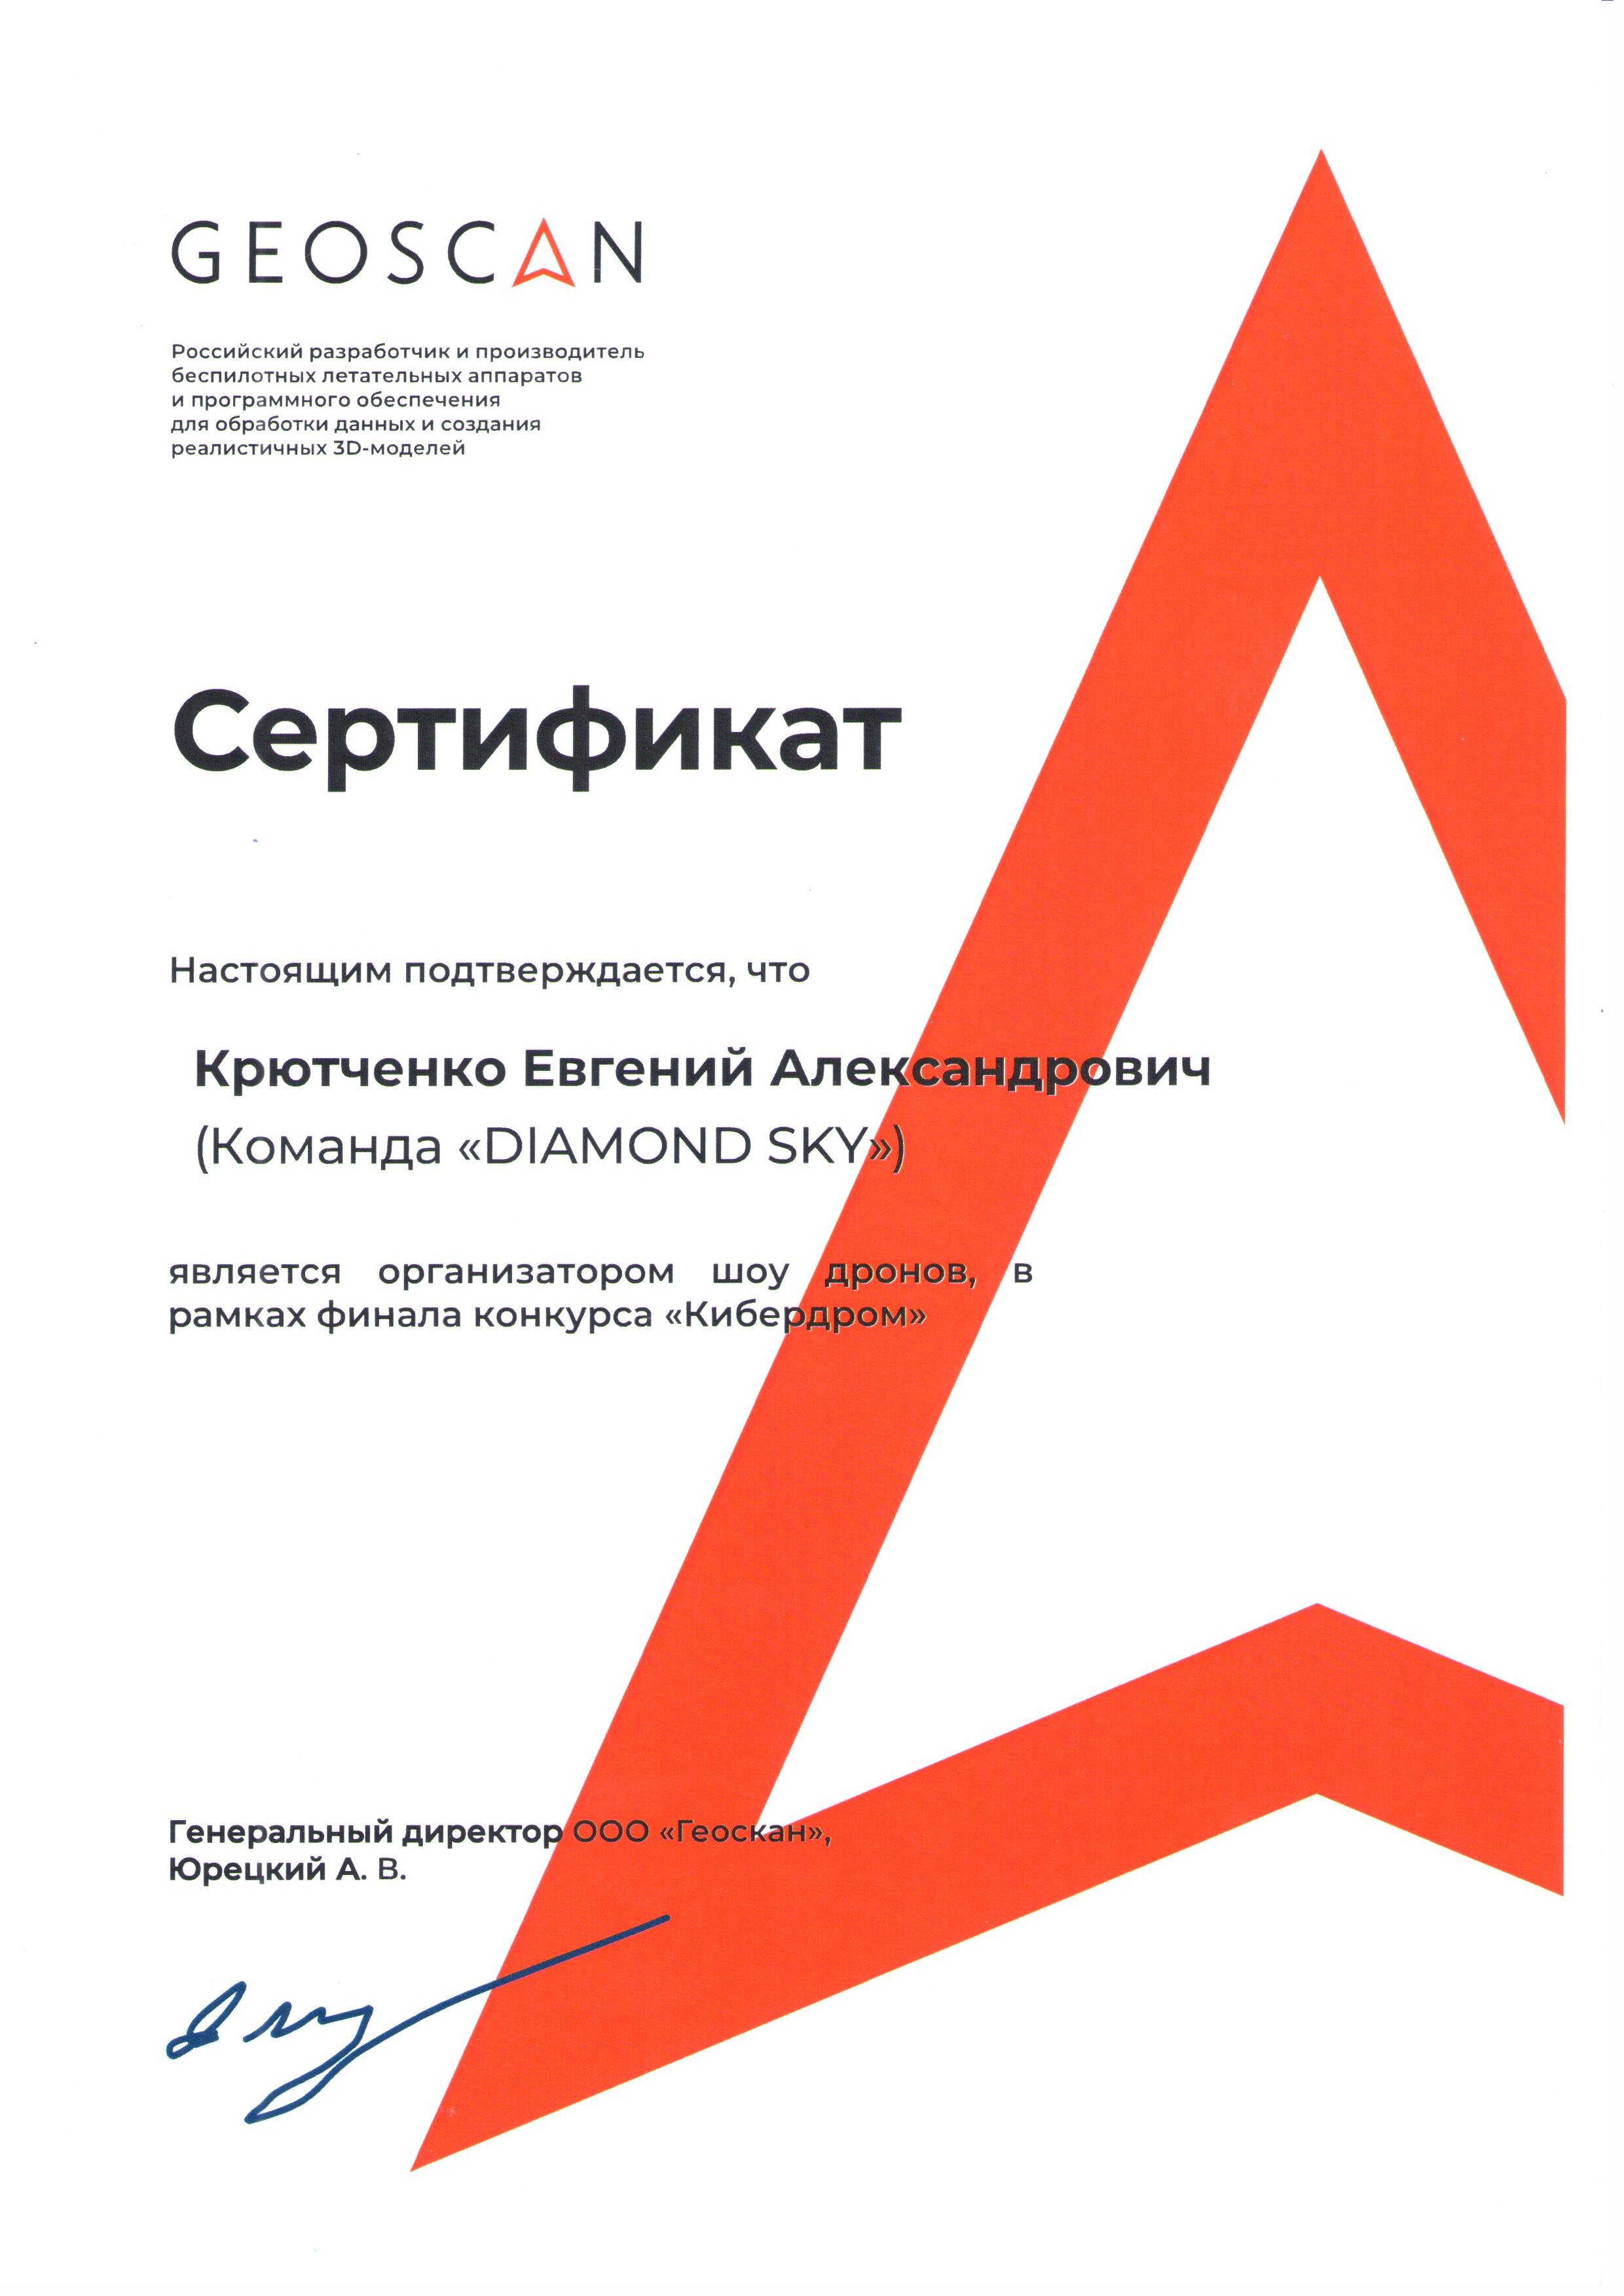 GEOSCAN
Российский разработчик и производитель
беспилотных летательных аппаратов
и программного обеспечения
для обработки данных и создания
реалистичных 3D-моделей
Сертификат
Настоящим подтверждается, что
Крютченко Евгений Александрович
(Команда «DIAMOND SKY»)
является организатором шоу дронов, в
рамках финала конкурса «Кибердром»
Генеральный директор ООО «Геоскан»,
Юрецкий А. В.